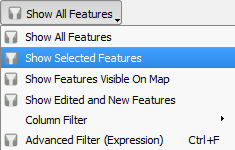 Show All Features
Show All Features
Show Selected Features
Show Features Visible On Map
Show Edited and New Features
Column Filter
Advanced Filter (Expression) Ctrl+F